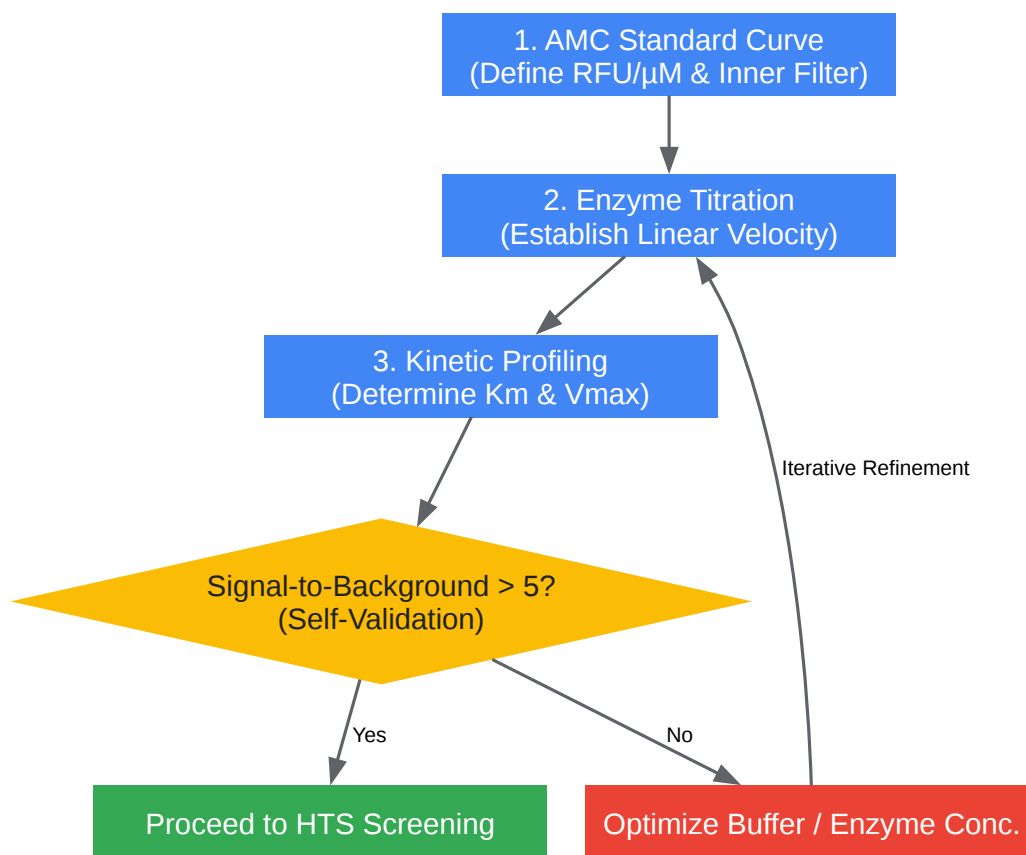 1. AMC Standard Curve
(Define RFU/µM & Inner Filter)
2. Enzyme Titration
(Establish Linear Velocity)
3. Kinetic Profiling
(Determine Km & Vmax)
Iterative Refinement
Signal-to-Background > 5?
(Self-Validation)
Yes
No
Proceed to HTS Screening
Optimize Buffer / Enzyme Conc.